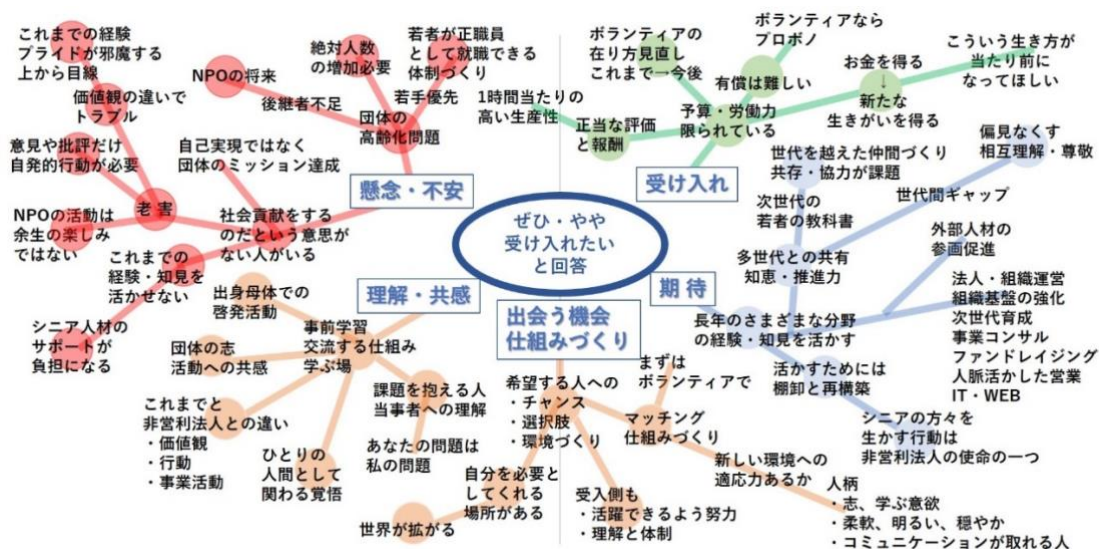 これまでの経験
プライドが邪魔する
上から目線
価値観の違いで
トラブル
意見や批評だけ
自発的行動が必要
老害
NPOの活動は
余生の楽しみ
ではない
これまでの
経験・知見を
活かせない
シニア人材の
サポートが
負担になる
自己実現ではなく
団体のミッション達成
社会貢献をする
のだという意思が
ない人がいる
NPOの将来
後継者不足
絶対人数
の増加必要
若者が正職員
として就職できる
体制づくり
若手優先
団体の
高齢化問題
懸念・不安
ボランティアの
在り方見直し
これまで→今後
ボランティアなら
プロボノ
有償は難しい
1時間当たりの
高い生産性
正当な評価
と報酬
予算・労働力
限られている
お金を得る
↓
新たな
生きがいを得る
こういう生き方が
当たり前に
なってほしい
受け入れ
ぜひ・やや
受け入れたい
と回答
偏見なくす
相互理解・尊敬
世代を越えた仲間づくり
共存・協力が課題
世代間ギャップ
次世代の
若者の教科書
多世代との共有
知恵・推進力
外部人材の
参画促進
期待
長年のさまざまな分野
の経験・知見を活かす
法人・組織運営
組織基盤の強化
次世代育成
事業コンサル
ファンドレイジング
人脈活かした営業
IT・WEB
活かすためには
棚卸と再構築
シニアの方々を
生かす行動は
非営利法人の使命の一つ
理解・共感
出身母体での
啓発活動
事前学習
交流する仕組み
学ぶ場
団体の志
活動への共感
これまでと
非営利法人との違い
・価値観
・行動
・事業活動
ひとりの
人間として
関わる覚悟
課題を抱える人
当事者への理解
あなたの問題は
私の問題
出会う機会
仕組みづくり
希望する人への
・チャンス
・選択肢
・環境づくり
まずは
ボランティアで
マッチング
仕組みづくり
自分を必要と
してくれる
場所がある
世界が拡がる
受入側も
・活躍できるよう努力
・理解と体制
新しい環境への
適応力あるか
人柄
・志、学ぶ意欲
・柔軟、明るい、穏やか
・コミュニケーションが取れる人